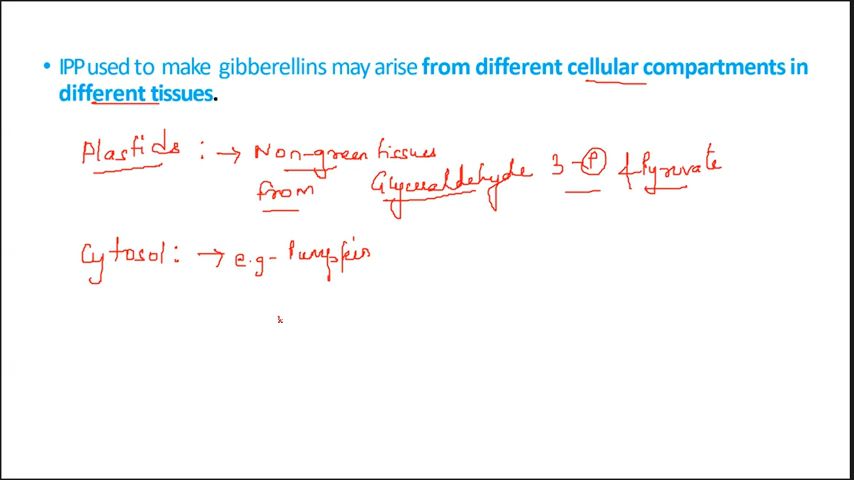 • IPP used to make gibberellins may arise from different cellular compartments in
different tissues.
Plastids : → Non-green tissues
from Glyceraldehyde 3-P & Pyruvate
Cytosol : → e.g- Pumpkin